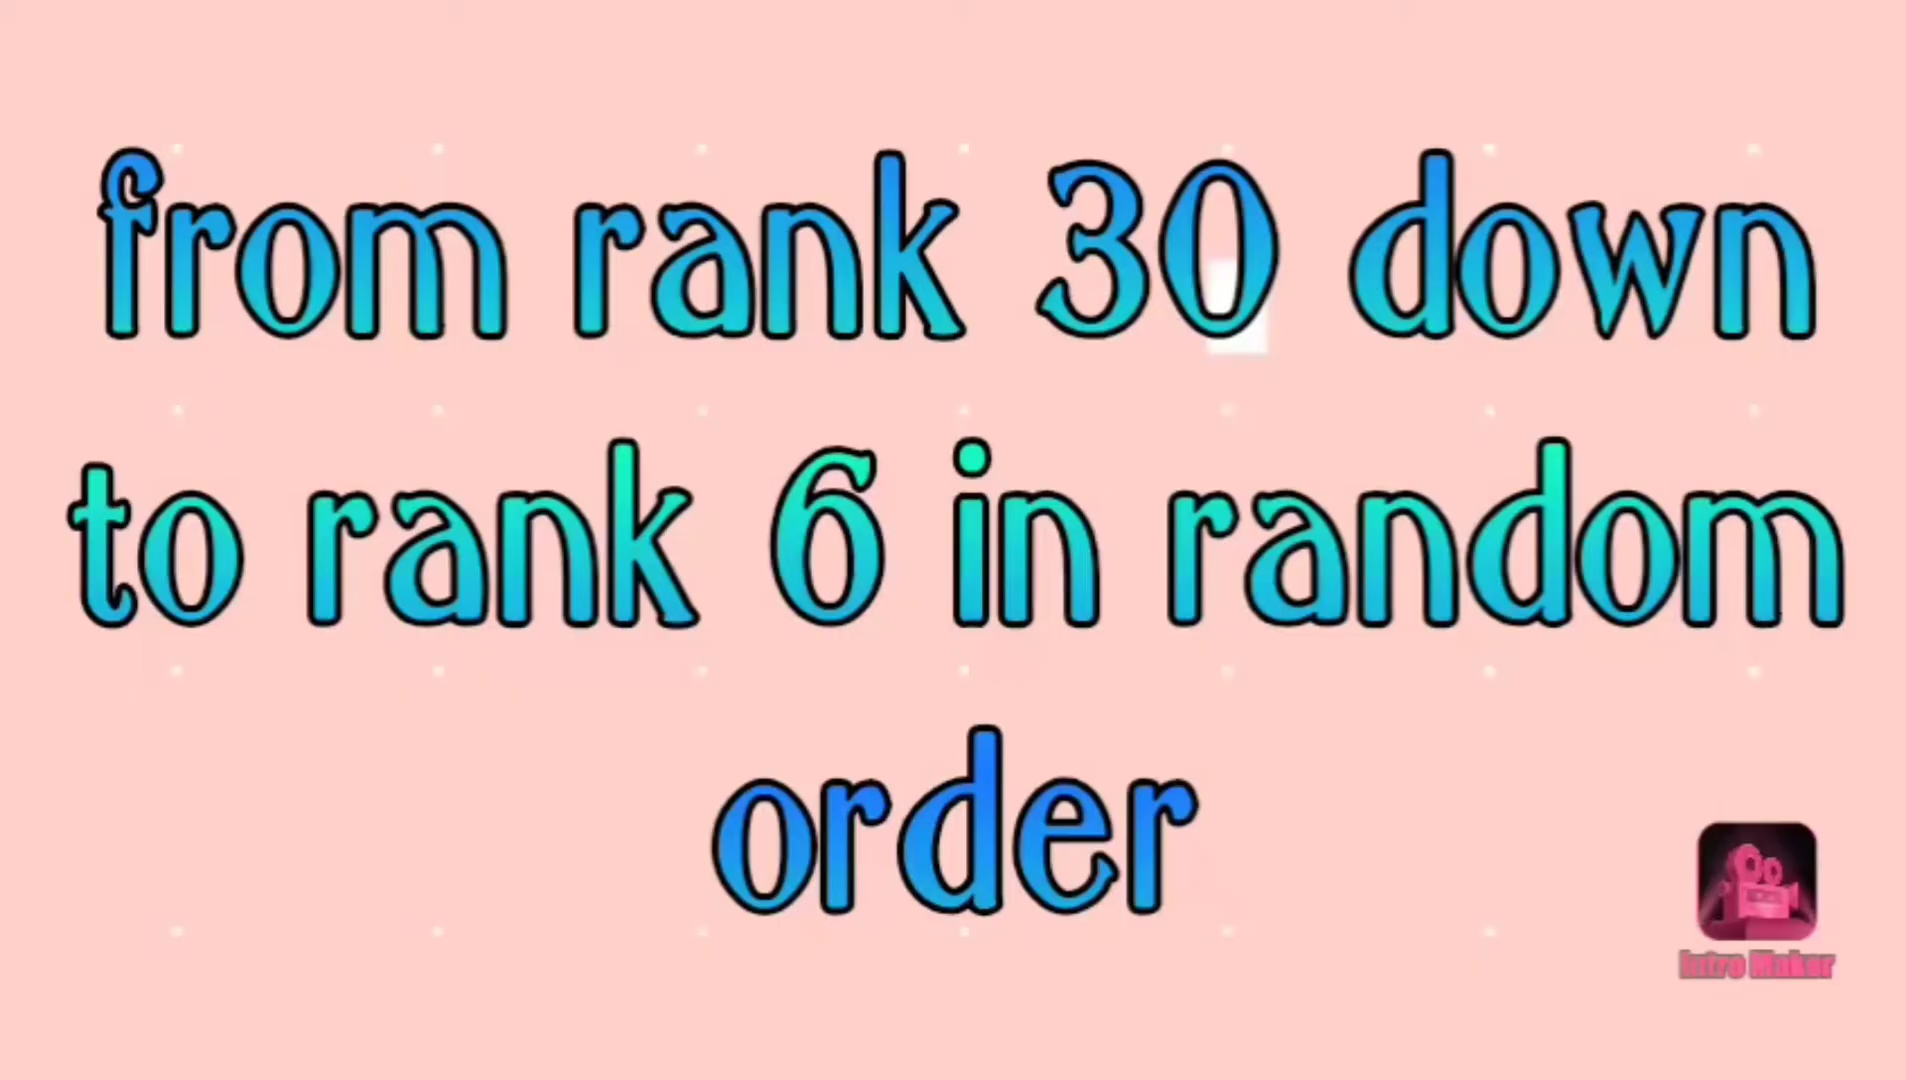 from rank 30 down
to rank 6 in random
order
Intro Maker